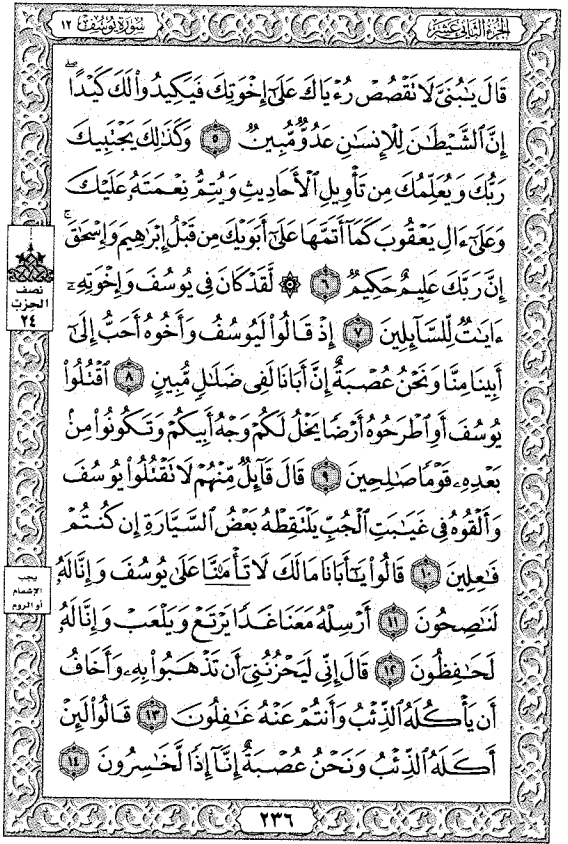 الجزء الثاني عشر
سورة يوسف ١٢
قَالَ يَـٰبُنَىَّ لَا تَقْصُصْ رُءْيَاكَ عَلَىٰٓ إِخْوَتِكَ فَيَكِيدُوا۟ لَكَ كَيْدًا ۖ
إِنَّ ٱلشَّيْطَـٰنَ لِلْإِنسَـٰنِ عَدُوٌّ مُّبِينٌ ٥ وَكَذَٰلِكَ يَجْتَبِيكَ
رَبُّكَ وَيُعَلِّمُكَ مِن تَأْوِيلِ ٱلْأَحَادِيثِ وَيُتِمُّ نِعْمَتَهُۥ عَلَيْكَ
وَعَلَىٰٓ ءَالِ يَعْقُوبَ كَمَآ أَتَمَّهَا عَلَىٰٓ أَبَوَيْكَ مِن قَبْلُ إِبْرَٰهِيمَ وَإِسْحَـٰقَ ۚ
إِنَّ رَبَّكَ عَلِيمٌ حَكِيمٌ ٦ ۞ لَّقَدْ كَانَ فِى يُوسُفَ وَإِخْوَتِهِۦٓ
ءَايَـٰتٌ لِّلسَّآئِلِينَ ٧ إِذْ قَالُوا۟ لَيُوسُفُ وَأَخُوهُ أَحَبُّ إِلَىٰٓ
أَبِينَا مِنَّا وَنَحْنُ عُصْبَةٌ إِنَّ أَبَانَا لَفِى ضَلَـٰلٍ مُّبِينٍ ٨ ٱقْتُلُوا۟
يُوسُفَ أَوِ ٱطْرَحُوهُ أَرْضًا يَخْلُ لَكُمْ وَجْهُ أَبِيكُمْ وَتَكُونُوا۟ مِنۢ
بَعْدِهِۦ قَوْمًا صَـٰلِحِينَ ٩ قَالَ قَآئِلٌ مِّنْهُمْ لَا تَقْتُلُوا۟ يُوسُفَ
وَأَلْقُوهُ فِى غَيَـٰبَتِ ٱلْجُبِّ يَلْتَقِطْهُ بَعْضُ ٱلسَّيَّارَةِ إِن كُنتُمْ
فَـٰعِلِينَ ١٠ قَالُوا۟ يَـٰٓأَبَانَا مَا لَكَ لَا تَأْمَ۫نَّا عَلَىٰ يُوسُفَ وَإِنَّا لَهُۥ
لَنَـٰصِحُونَ ١١ أَرْسِلْهُ مَعَنَا غَدًا يَرْتَعْ وَيَلْعَبْ وَإِنَّا لَهُۥ
لَحَـٰفِظُونَ ١٢ قَالَ إِنِّى لَيَحْزُنُنِىٓ أَن تَذْهَبُوا۟ بِهِۦ وَأَخَافُ
أَن يَأْكُلَهُ ٱلذِّئْبُ وَأَنتُمْ عَنْهُ غَـٰفِلُونَ ١٣ قَالُوا۟ لَئِنْ
أَكَلَهُ ٱلذِّئْبُ وَنَحْنُ عُصْبَةٌ إِنَّآ إِذًا لَّخَـٰسِرُونَ ١٤
نصف
الحزب
٢٤
يجب
الإشمام
أو الروم
٢٣٦